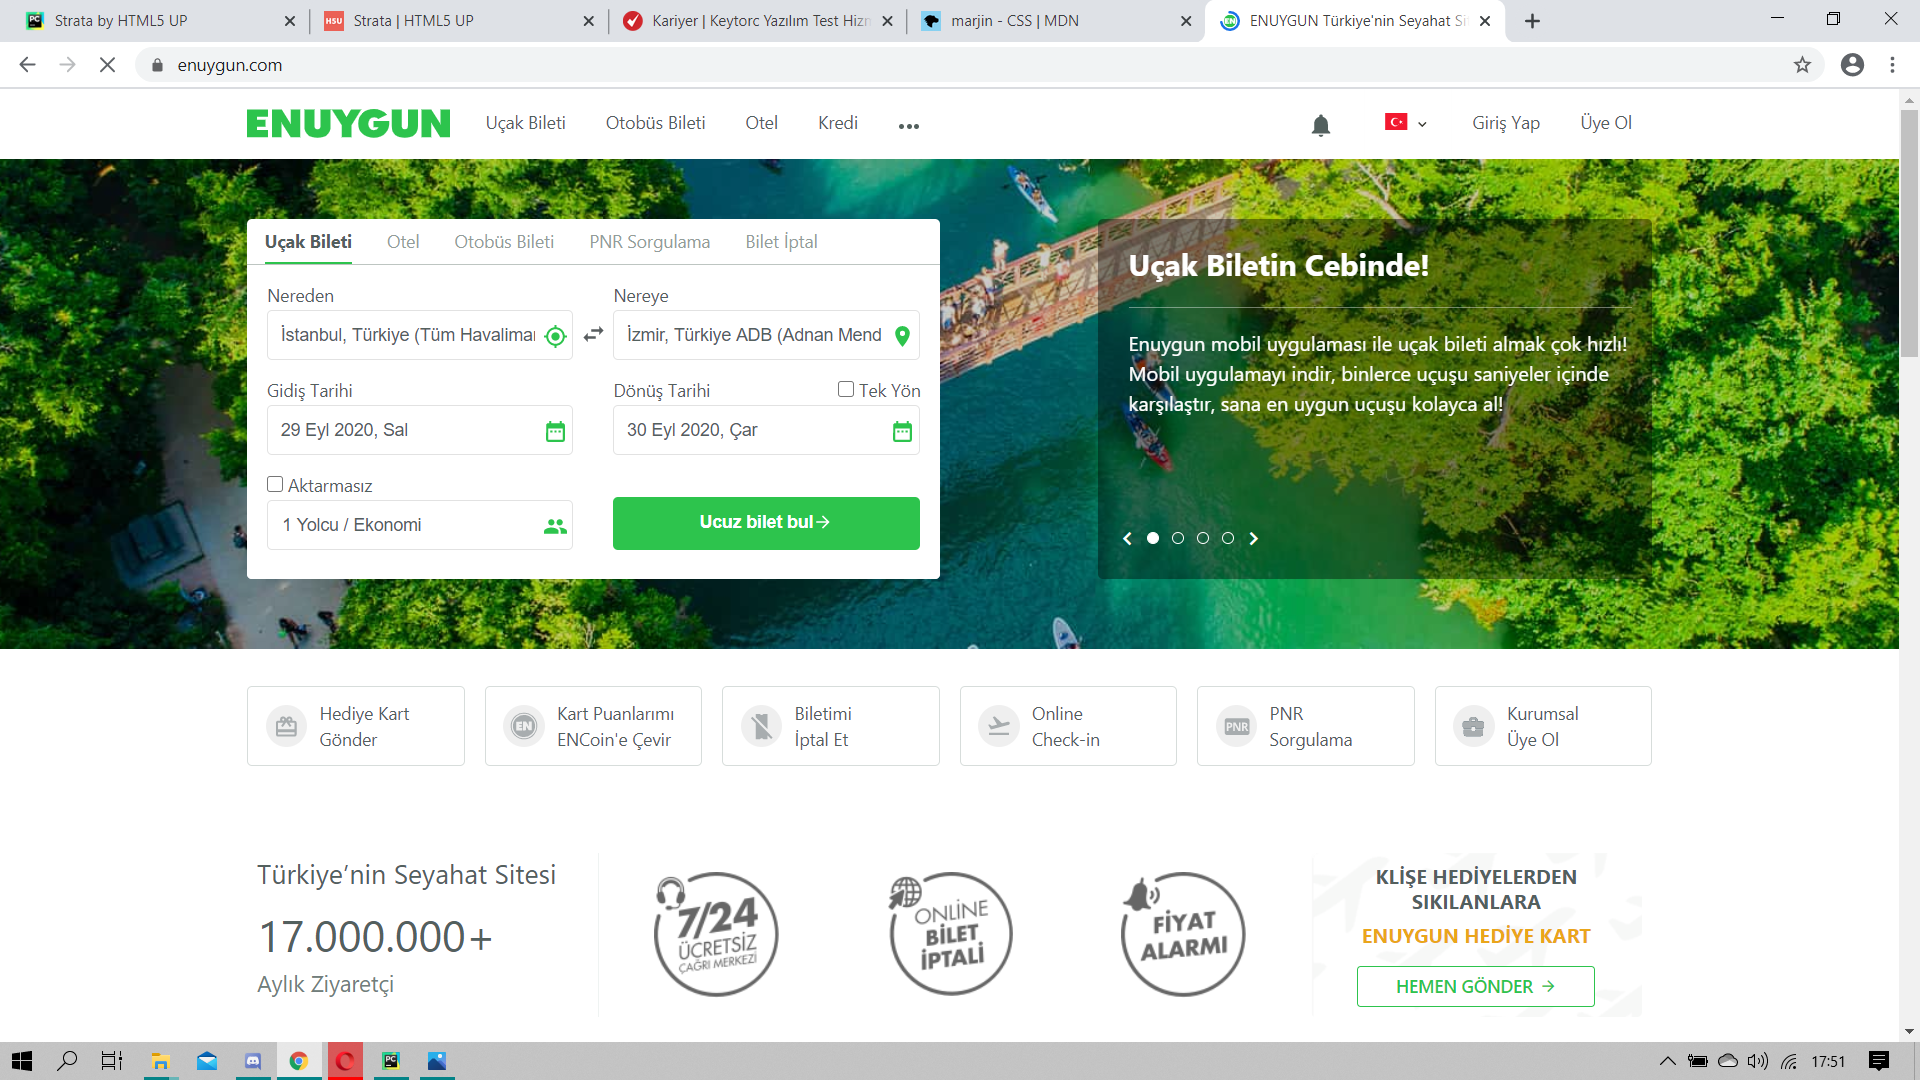 Strata by HTML5 UP
Strata | HTML5 UP
Kariyer | Keytorc Yazılım Test Hizm
marjin - CSS | MDN
ENUYGUN Türkiye'nin Seyahat Si
enuygun.com
ENUYGUN
Uçak Bileti
Otobüs Bileti
Otel
Kredi
Giriş Yap
Üye Ol
Uçak Bileti
Otel
Otobüs Bileti
PNR Sorgulama
Bilet İptal
Nereden
Nereye
İstanbul, Türkiye (Tüm Havalimanı
İzmir, Türkiye ADB (Adnan Mend
Gidiş Tarihi
Dönüş Tarihi
Tek Yön
29 Eyl 2020, Sal
30 Eyl 2020, Çar
Aktarmasız
1 Yolcu / Ekonomi
Ucuz bilet bul
Uçak Biletin Cebinde!
Enuygun mobil uygulaması ile uçak bileti almak çok hızlı!
Mobil uygulamayı indir, binlerce uçuşu saniyeler içinde
karşılaştır, sana en uygun uçuşu kolayca al!
Hediye Kart
Gönder
EN
Kart Puanlarımı
ENCoin'e Çevir
Biletimi
İptal Et
Online
Check-in
PNR
PNR
Sorgulama
Kurumsal
Üye Ol
Türkiye’nin Seyahat Sitesi
17.000.000+
Aylık Ziyaretçi
7/24
ÜCRETSİZ
ÇAĞRI MERKEZİ
ONLİNE
BİLET
İPTALİ
FİYAT
ALARMI
KLİŞE HEDİYELERDEN
SIKILANLARA
ENUYGUN HEDİYE KART
HEMEN GÖNDER
17:51